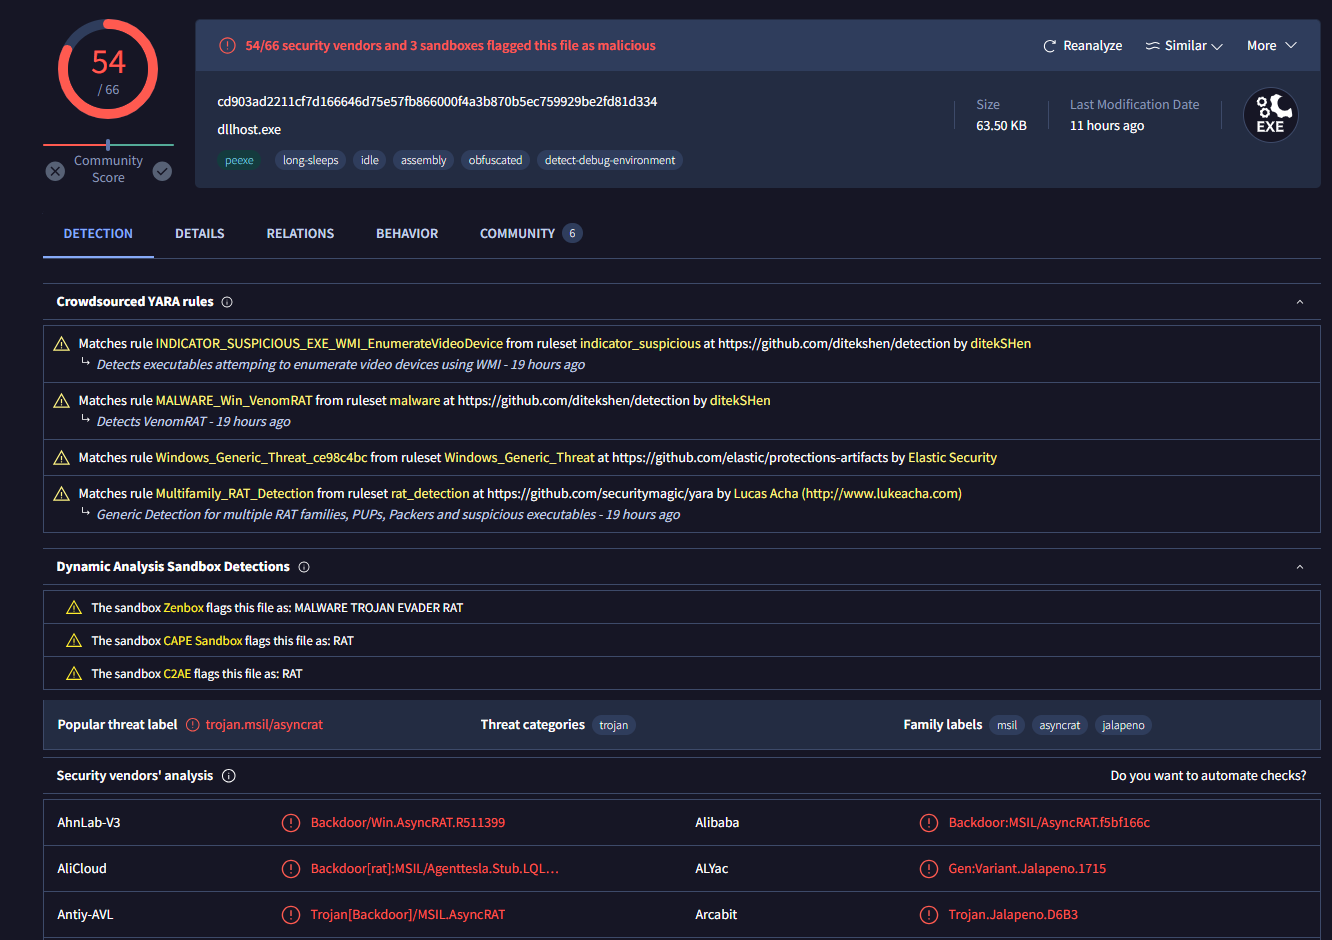 54
/ 66
Community
Score
54/66 security vendors and 3 sandboxes flagged this file as malicious
Reanalyze
Similar
More
cd903ad2211cf7d166646d75e57fb866000f4a3b870b5ec759929be2fd81d334
dllhost.exe
peexe long-sleeps idle assembly obfuscated detect-debug-environment
Size
63.50 KB
Last Modification Date
11 hours ago
EXE
DETECTION DETAILS RELATIONS BEHAVIOR COMMUNITY 6
Crowdsourced YARA rules
Matches rule INDICATOR_SUSPICIOUS_EXE_WMI_EnumerateVideoDevice from ruleset indicator_suspicious at https://github.com/ditekshen/detection by ditekSHen
Detects executables attemping to enumerate video devices using WMI - 19 hours ago
Matches rule MALWARE_Win_VenomRAT from ruleset malware at https://github.com/ditekshen/detection by ditekSHen
Detects VenomRAT - 19 hours ago
Matches rule Windows_Generic_Threat_ce98c4bc from ruleset Windows_Generic_Threat at https://github.com/elastic/protections-artifacts by Elastic Security
Matches rule Multifamily_RAT_Detection from ruleset rat_detection at https://github.com/securitymagic/yara by Lucas Acha (http://www.lukeacha.com)
Generic Detection for multiple RAT families, PUPs, Packers and suspicious executables - 19 hours ago
Dynamic Analysis Sandbox Detections
The sandbox Zenbox flags this file as: MALWARE TROJAN EVADER RAT
The sandbox CAPE Sandbox flags this file as: RAT
The sandbox C2AE flags this file as: RAT
Popular threat label trojan.msil/asyncrat Threat categories trojan Family labels msil asyncrat jalapeno
Security vendors' analysis Do you want to automate checks?
AhnLab-V3 Backdoor/Win.AsyncRAT.R511399 Alibaba Backdoor:MSIL/AsyncRAT.f5bf166c
AliCloud Backdoor[rat]:MSIL/Agenttesla.Stub.LQL... ALYac Gen:Variant.Jalapeno.1715
Antiy-AVL Trojan[Backdoor]/MSIL.AsyncRAT Arcabit Trojan.Jalapeno.D6B3